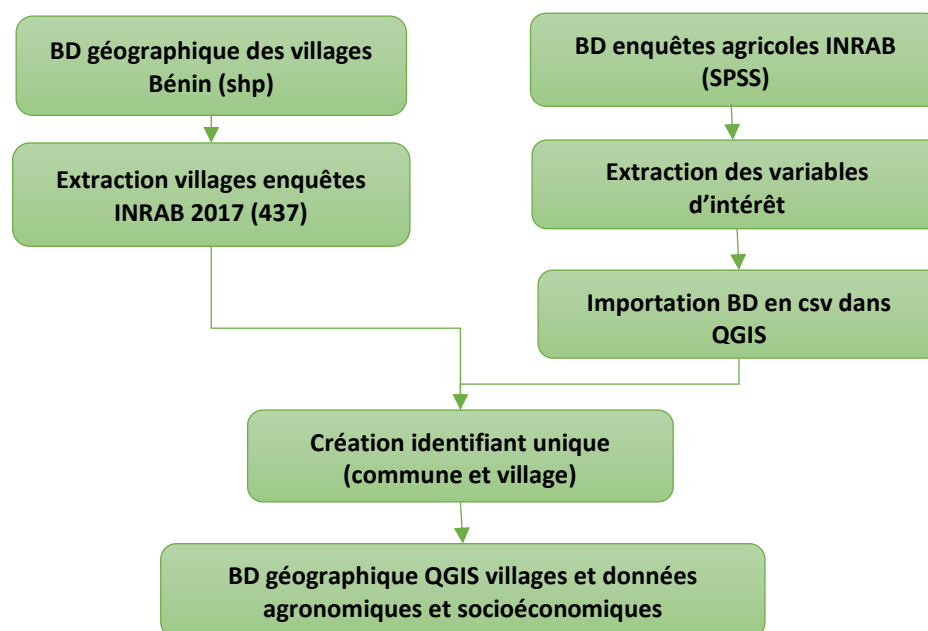 BD géographique des villages
Bénin (shp)
BD enquêtes agricoles INRAB
(SPSS)
Extraction villages enquêtes
INRAB 2017 (437)
Extraction des variables
d'intérêt
Importation BD en csv dans
QGIS
Création identifiant unique
(commune et village)
BD géographique QGIS villages et données
agronomiques et socioéconomiques